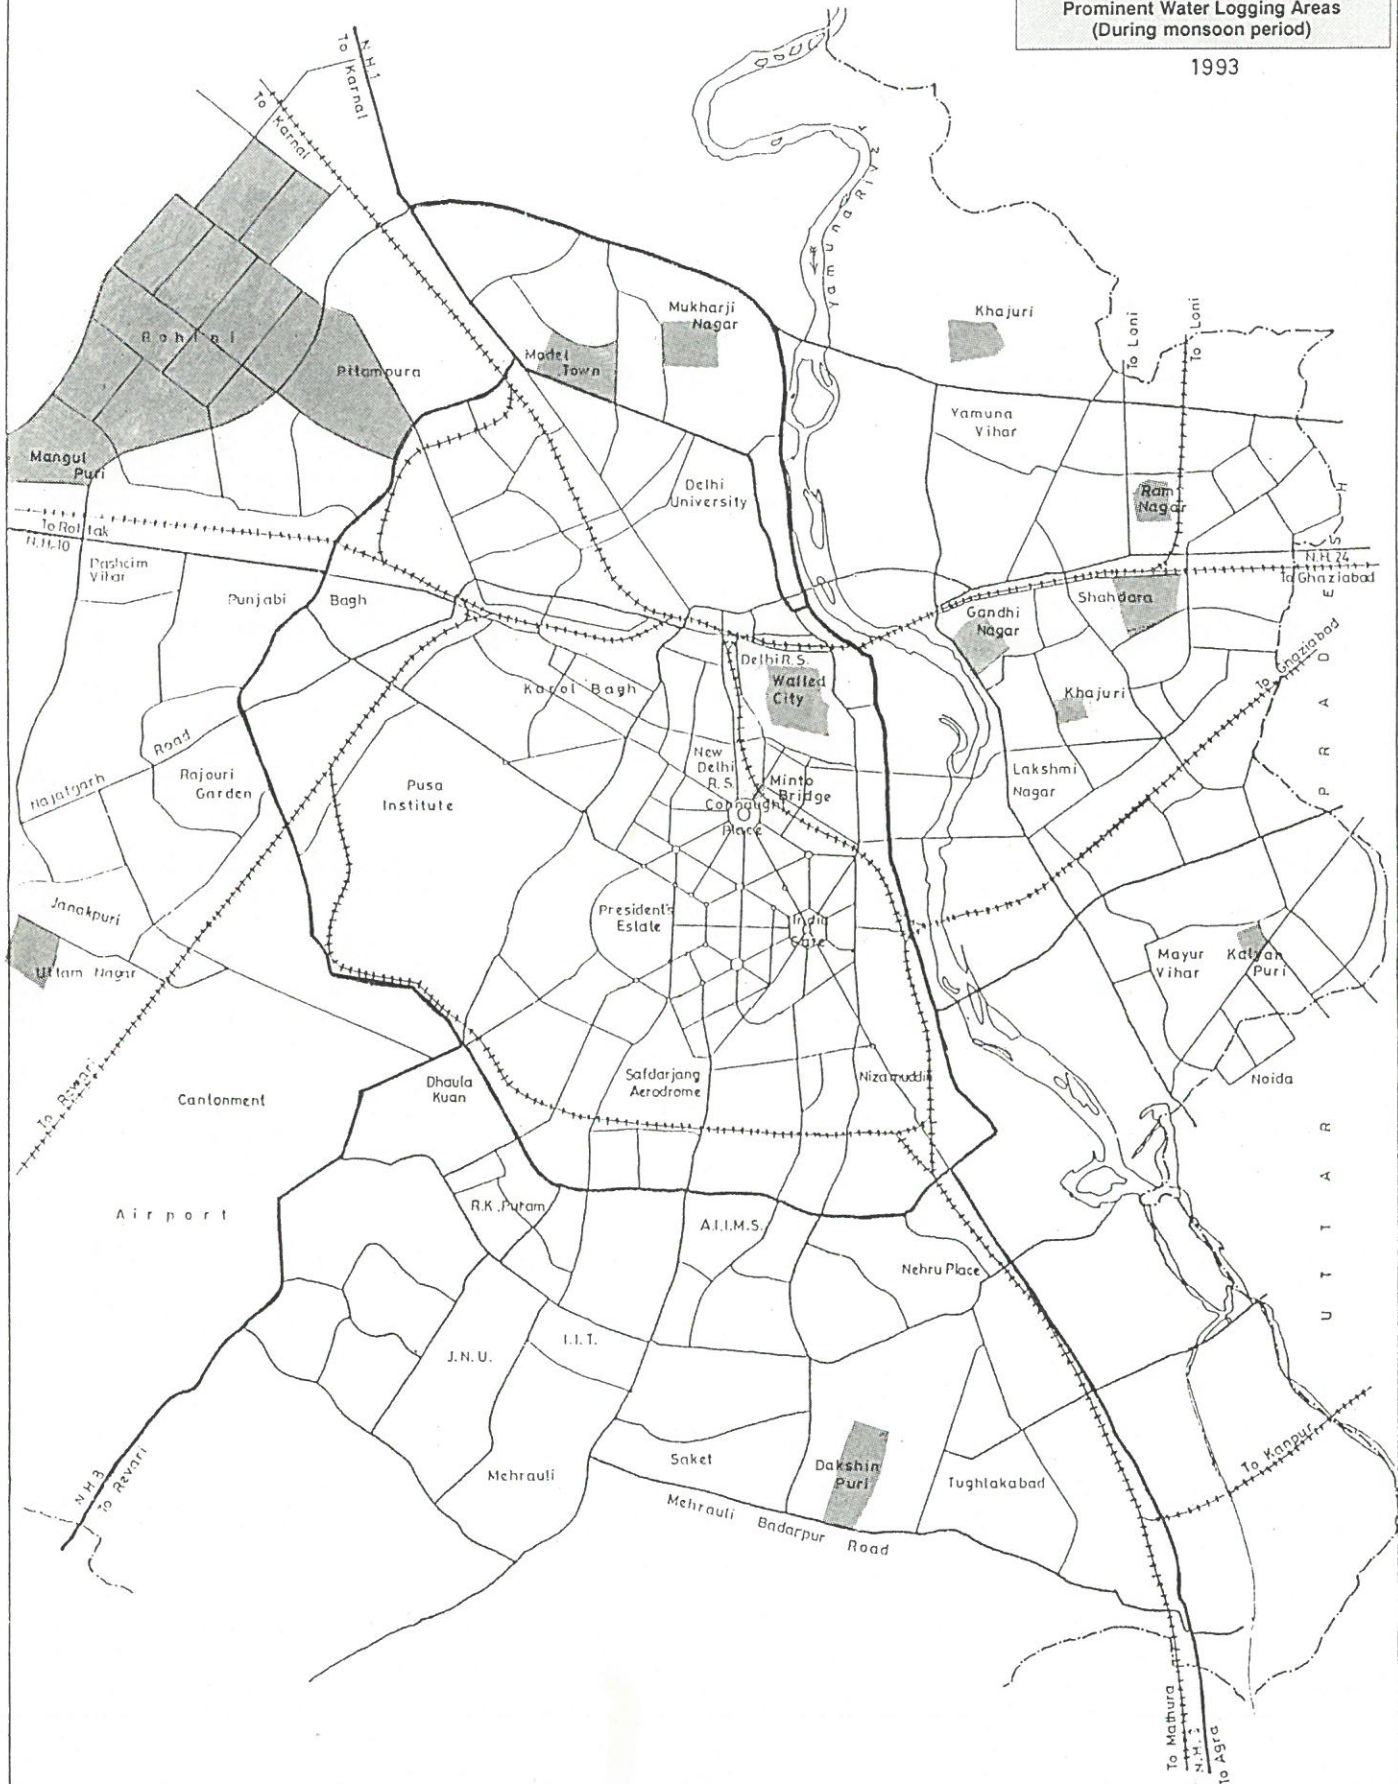 Prominent Water Logging Areas
(During monsoon period)
1993
N.H.1
To Karnal
To Karnal
Yamuna River
Mukharji
Nagar
Khajuri
To Loni
To Loni
Rohini
Pitampura
Model
Town
Yamuna
Vihar
Mangul
Puri
Delhi
University
Ram
Nagar
To Rohtak
N.H.10
N.H.24
To Ghaziabad
Pashcim
Vihar
Punjabi Bagh
Gandhi
Nagar
Shahdara
To Ghaziabad
Delhi R.S.
Walled
City
Karol Bagh
Khajuri
Najafgarh Road
Rajouri
Garden
Pusa
Institute
New
Delhi
R.S.
Minto
Bridge
Connaught
Place
Lakshmi
Nagar
Janakpuri
President's
Estate
India
Gate
Uttam Nagar
Mayur
Vihar
Kalyan
Puri
To Rewari
Cantonment
Dhaula
Kuan
Safdarjang
Aerodrome
Nizamuddin
Noida
UTTAR PRADESH
Airport
R.K.Puram
A.I.I.M.S.
Nehru Place
J.N.U.
I.I.T.
N.H.8
To Revari
Mehrauli
Saket
Dakshin
Puri
Tughlakabad
To Kanpur
Mehrauli Badarpur Road
To Mathura
N.H.2
To Agra